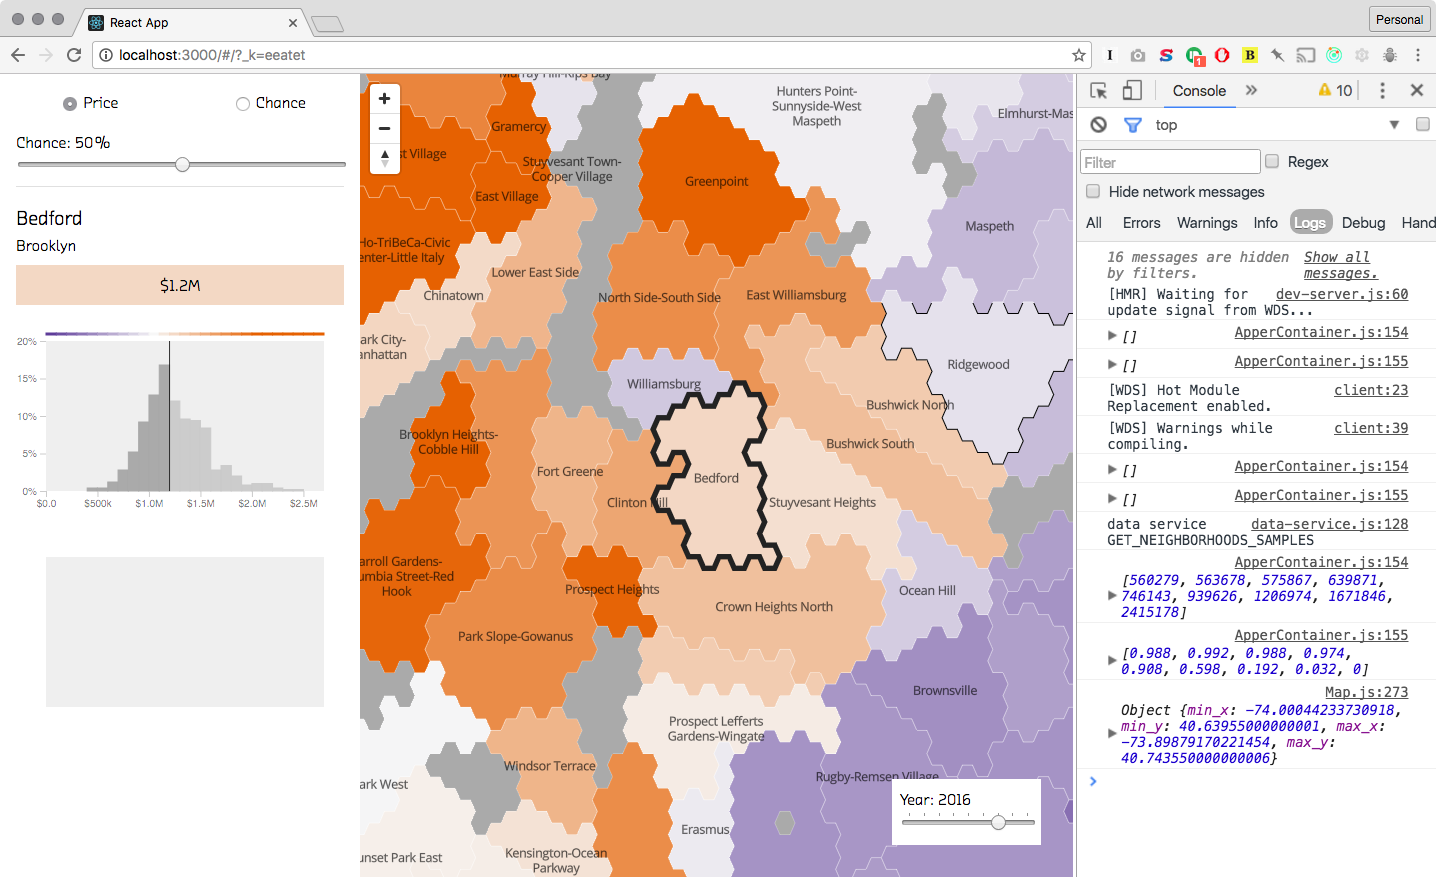 React App
Personal
localhost:3000/#/?_k=eeatet
1
Price
Chance
Chance: 50%
Bedford
Brooklyn
$1.2M
20%
15%
10%
5%
0%
$0.0
$500k
$1.0M
$1.5M
$2.0M
$2.5M
Murray Hill-Kips Bay
Gramercy
st Village
Stuyvesant Town-
Cooper Village
East Village
Hunters Point-
Sunnyside-West
Maspeth
Elmhurst-Mas
Greenpoint
Maspeth
Ho-TriBeCa-Civic
enter-Little Italy
Lower East Side
Chinatown
North Side-South Side
East Williamsburg
ark City-
anhattan
Ridgewood
Williamsburg
Bushwick North
Brooklyn Heights-
Cobble Hill
Bushwick South
Fort Greene
Bedford
Clinton Hill
Stuyvesant Heights
arroll Gardens-
umbia Street-Red
Hook
Prospect Heights
Crown Heights North
Ocean Hill
Park Slope-Gowanus
Brownsville
Prospect Lefferts
Gardens-Wingate
Windsor Terrace
Rugby-Remsen Village
ark West
Erasmus
unset Park East
Kensington-Ocean
Parkway
Year: 2016
Console
10
top
Filter
Regex
Hide network messages
All Errors Warnings Info Logs Debug Hand
16 messages are hidden by filters. Show all messages.
[HMR] Waiting for update signal from WDS... dev-server.js:60
[] ApperContainer.js:154
[] ApperContainer.js:155
[WDS] Hot Module Replacement enabled. client:23
[WDS] Warnings while compiling. client:39
[] ApperContainer.js:154
[] ApperContainer.js:155
data service data-service.js:128
GET_NEIGHBORHOODS_SAMPLES
ApperContainer.js:154
[560279, 563678, 575867, 639871,
746143, 939626, 1206974, 1671846,
2415178]
ApperContainer.js:155
[0.988, 0.992, 0.988, 0.974,
0.908, 0.598, 0.192, 0.032, 0]
Map.js:273
Object {min_x: -74.00044233730918,
min_y: 40.63955000000001, max_x:
-73.89879170221454, max_y:
40.743550000000006}